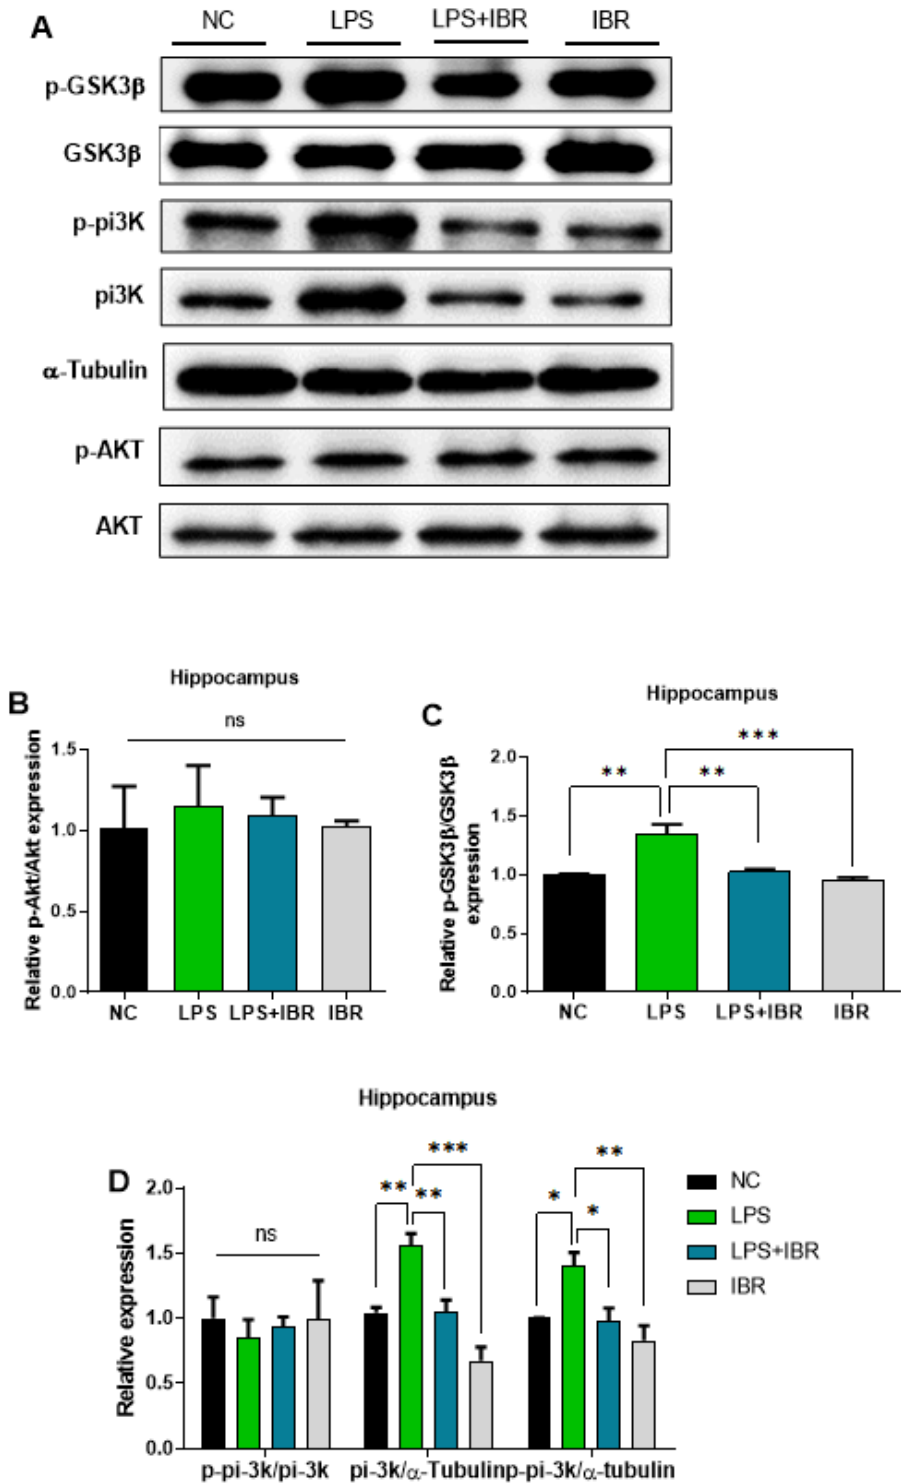 A
NC LPS LPS+IBR IBR
p-GSK3β
GSK3β
p-pi3K
pi3K
α-Tubulin
p-AKT
AKT
B
Hippocampus
ns
Relative p-Akt/Akt expression
1.5
1.0
0.5
0.0
NC LPS LPS+IBR IBR
C
Hippocampus
***
** **
Relative p-GSK3β/GSK3β
expression
2.0
1.5
1.0
0.5
0.0
NC LPS LPS+IBR IBR
Hippocampus
D
Relative expression
2.0
1.5
1.0
0.5
0.0
ns
***
** **
**
* *
p-pi-3k/pi-3k pi-3k/α-Tubulin p-pi-3k/α-tubulin
NC
LPS
LPS+IBR
IBR